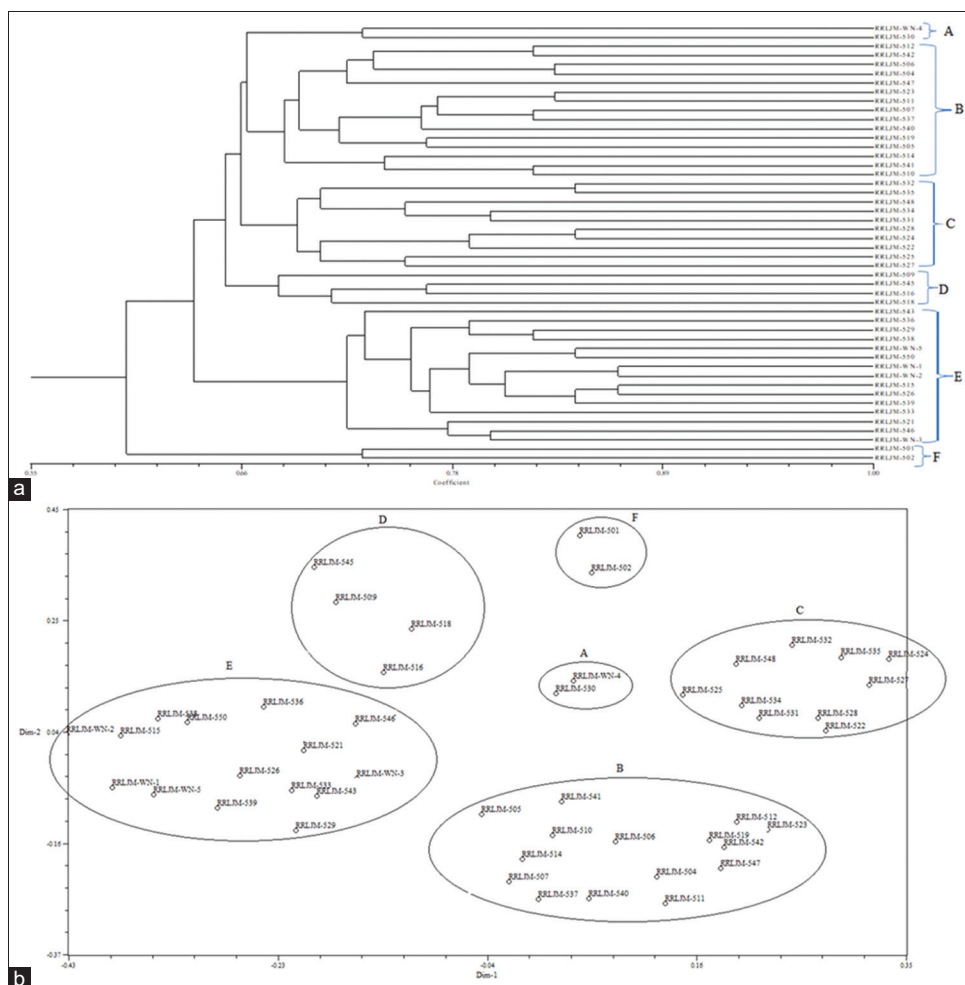 RRLJM-WN-4
RRLJM-530
A
RRLJM-512
RRLJM-542
RRLJM-506
RRLJM-504
RRLJM-547
RRLJM-523
RRLJM-511
RRLJM-507
RRLJM-537
RRLJM-540
RRLJM-519
RRLJM-505
RRLJM-514
RRLJM-541
RRLJM-510
B
RRLJM-532
RRLJM-535
RRLJM-548
RRLJM-534
RRLJM-531
RRLJM-528
RRLJM-524
RRLJM-522
RRLJM-525
RRLJM-527
C
RRLJM-509
RRLJM-545
RRLJM-516
RRLJM-518
D
RRLJM-543
RRLJM-536
RRLJM-529
RRLJM-538
RRLJM-WN-5
RRLJM-550
RRLJM-WN-1
RRLJM-WN-2
RRLJM-515
RRLJM-526
RRLJM-539
RRLJM-533
RRLJM-521
RRLJM-546
RRLJM-WN-3
E
RRLJM-501
RRLJM-502
F
0.55 0.66 0.78 0.89 1.00
Coefficient
a
0.45
0.25
0.04
-0.16
-0.37
Dim-2
D
RRLJM-545
RRLJM-509
RRLJM-518
RRLJM-516
F
RRLJM-501
RRLJM-502
A
RRLJM-WN-4
RRLJM-530
C
RRLJM-532
RRLJM-535
RRLJM-524
RRLJM-548
RRLJM-527
RRLJM-525
RRLJM-534
RRLJM-531
RRLJM-528
RRLJM-522
E
RRLJM-536
RRLJM-538
RRLJM-550
RRLJM-546
RRLJM-WN-2
RRLJM-515
RRLJM-521
RRLJM-526
RRLJM-WN-3
RRLJM-WN-1
RRLJM-WN-5
RRLJM-533
RRLJM-543
RRLJM-539
RRLJM-529
B
RRLJM-541
RRLJM-505
RRLJM-512
RRLJM-523
RRLJM-510
RRLJM-506
RRLJM-519
RRLJM-542
RRLJM-514
RRLJM-547
RRLJM-504
RRLJM-507
RRLJM-537
RRLJM-540
RRLJM-511
-0.43 -0.23 -0.04 0.16 0.35
Dim-1
b